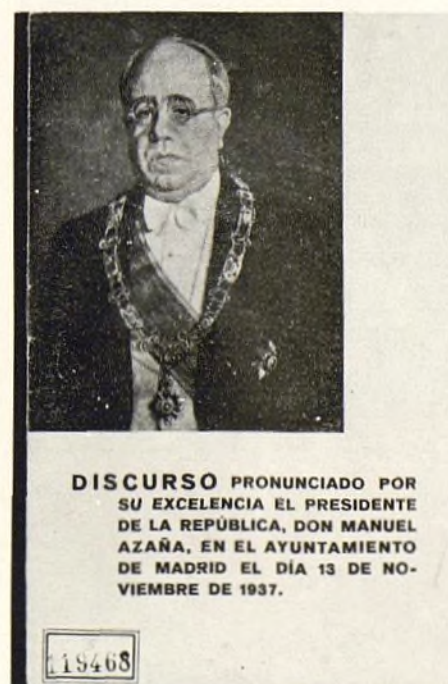 DISCURSO PRONUNCIADO POR
SU EXCELENCIA EL PRESIDENTE
DE LA REPÚBLICA, DON MANUEL
AZAÑA, EN EL AYUNTAMIENTO
DE MADRID EL DÍA 13 DE NO-
VIEMBRE DE 1937.
119468